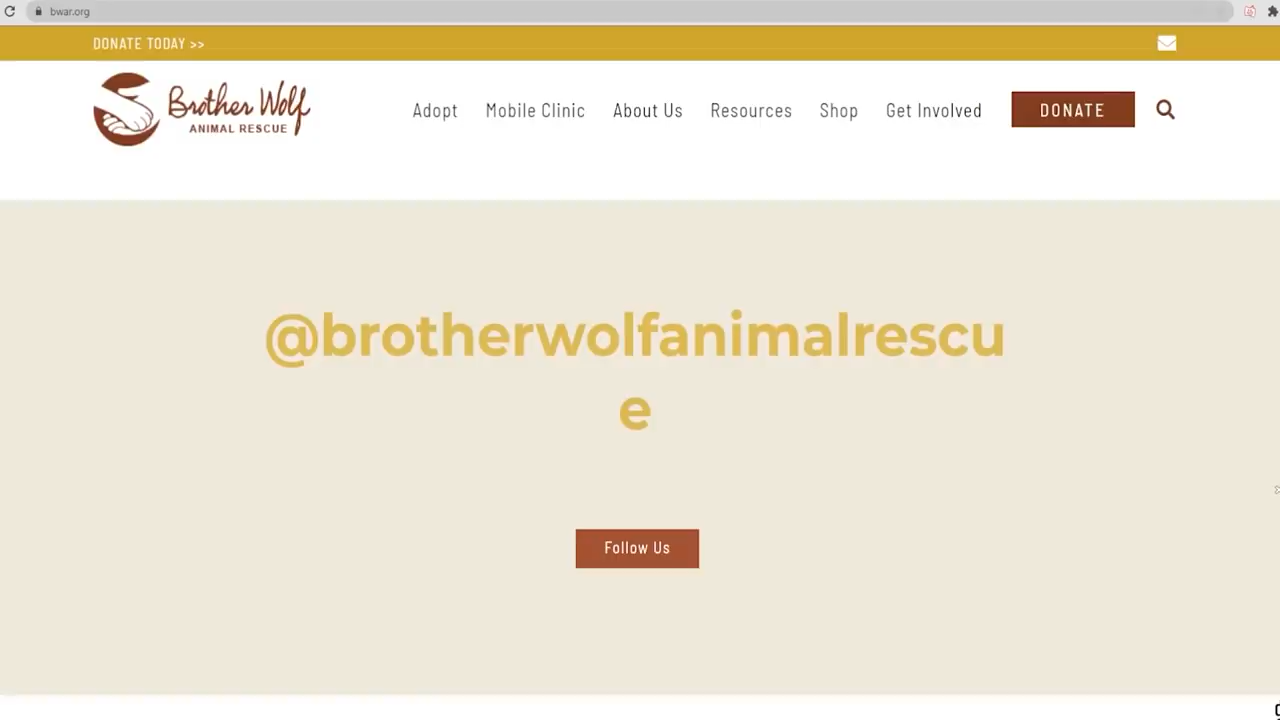 bwar.org
DONATE TODAY >>
Brother Wolf
ANIMAL RESCUE
Adopt Mobile Clinic About Us Resources Shop Get Involved DONATE
@brotherwolfanimalrescu
e
Follow Us